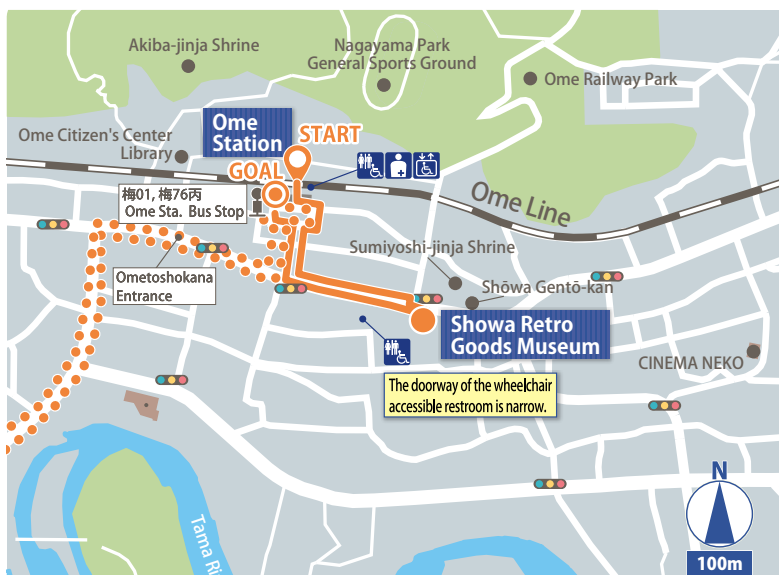 Akiba-jinja Shrine
Nagayama Park
General Sports Ground
Ome Railway Park
Ome
Station
START
Ome Citizen's Center
Library
GOAL
梅01, 梅76丙
Ome Sta. Bus Stop
Ome Line
Sumiyoshi-jinja Shrine
Ometoshokana
Entrance
Shōwa Gentō-kan
Showa Retro
Goods Museum
CINEMA NEKO
The doorway of the wheelchair
accessible restroom is narrow.
N
Tama Ri
100m